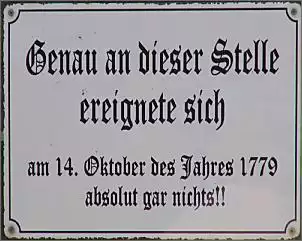 Genau an dieser Stelle
ereignete sich
am 14. Oktober des Jahres 1779
absolut gar nichts!!